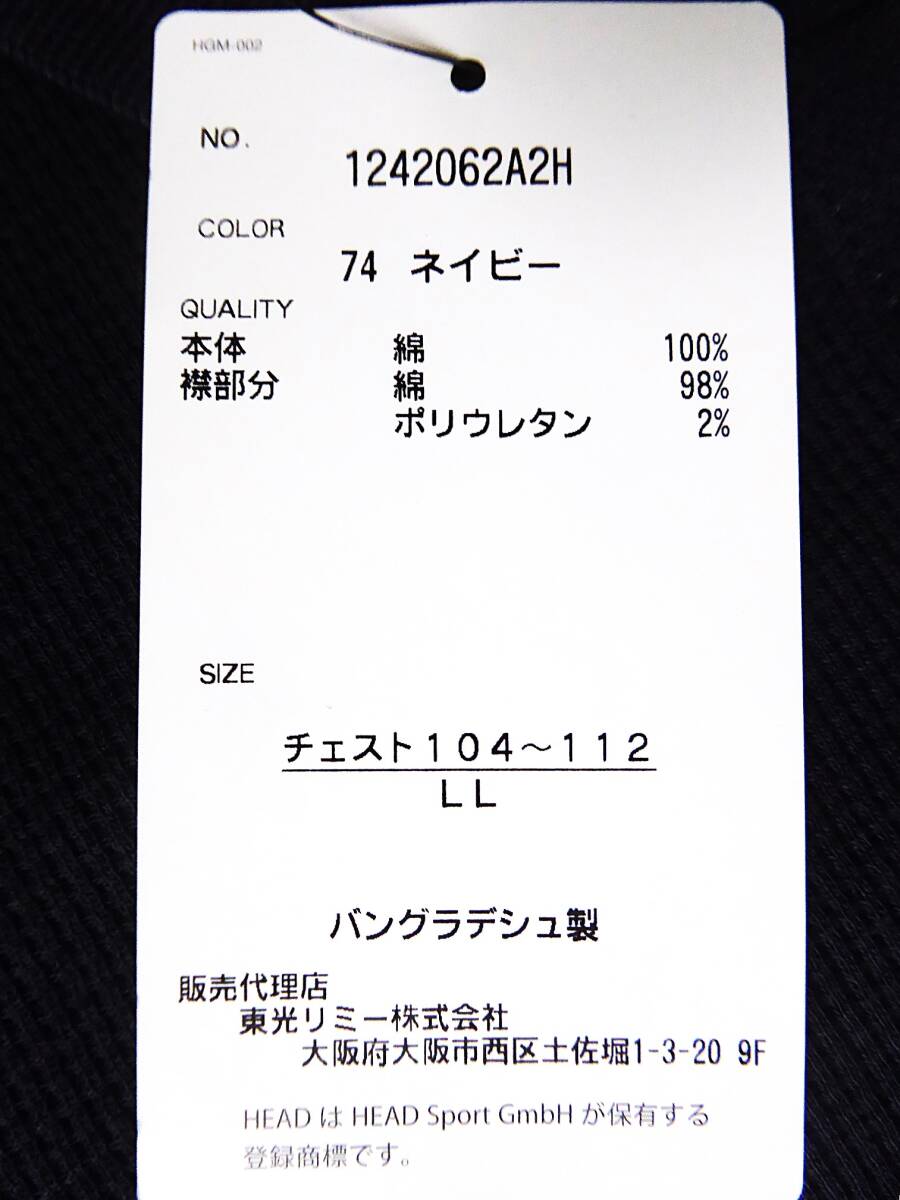 HGM-002
NO.
1242062A2H
COLOR
74 ネイビー
QUALITY
本体 綿 100%
襟部分 綿 98%
ポリウレタン 2%
SIZE
チェスト１０４～１１２
ＬＬ
バングラデシュ製
販売代理店
東光リミー株式会社
大阪府大阪市西区土佐堀1-3-20 9F
HEAD は HEAD Sport GmbH が保有する
登録商標です。